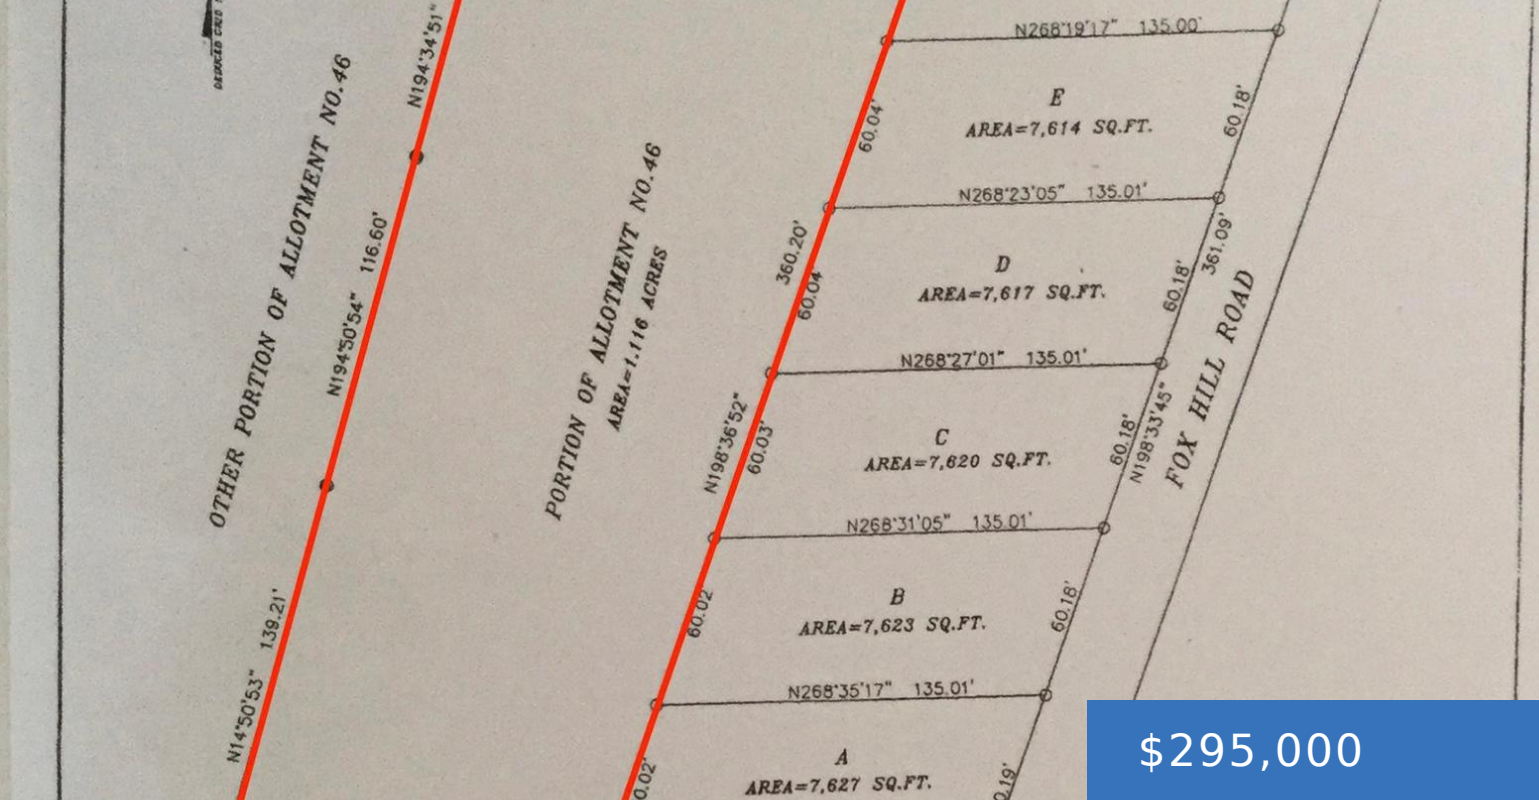 N268°19'17" 135.00'
N194°34'51"
OTHER PORTION OF ALLOTMENT NO.46
E
AREA=7,614 SQ.FT.
60.04'
60.18'
PORTION OF ALLOTMENT NO.46
AREA=1.116 ACRES
N268°23'05" 135.01'
116.60'
N194°50'54"
360.20'
60.04'
D
AREA=7,617 SQ.FT.
60.18'
361.09'
FOX HILL ROAD
N268°27'01" 135.01'
N198°36'52"
60.03'
C
AREA=7,620 SQ.FT.
60.18'
N198°33'45"
N268°31'05" 135.01'
139.21'
N14°50'53"
60.02'
B
AREA=7,623 SQ.FT.
60.18'
N268°35'17" 135.01'
A
AREA=7,627 SQ.FT.
0.02'
0.19'
$295,000